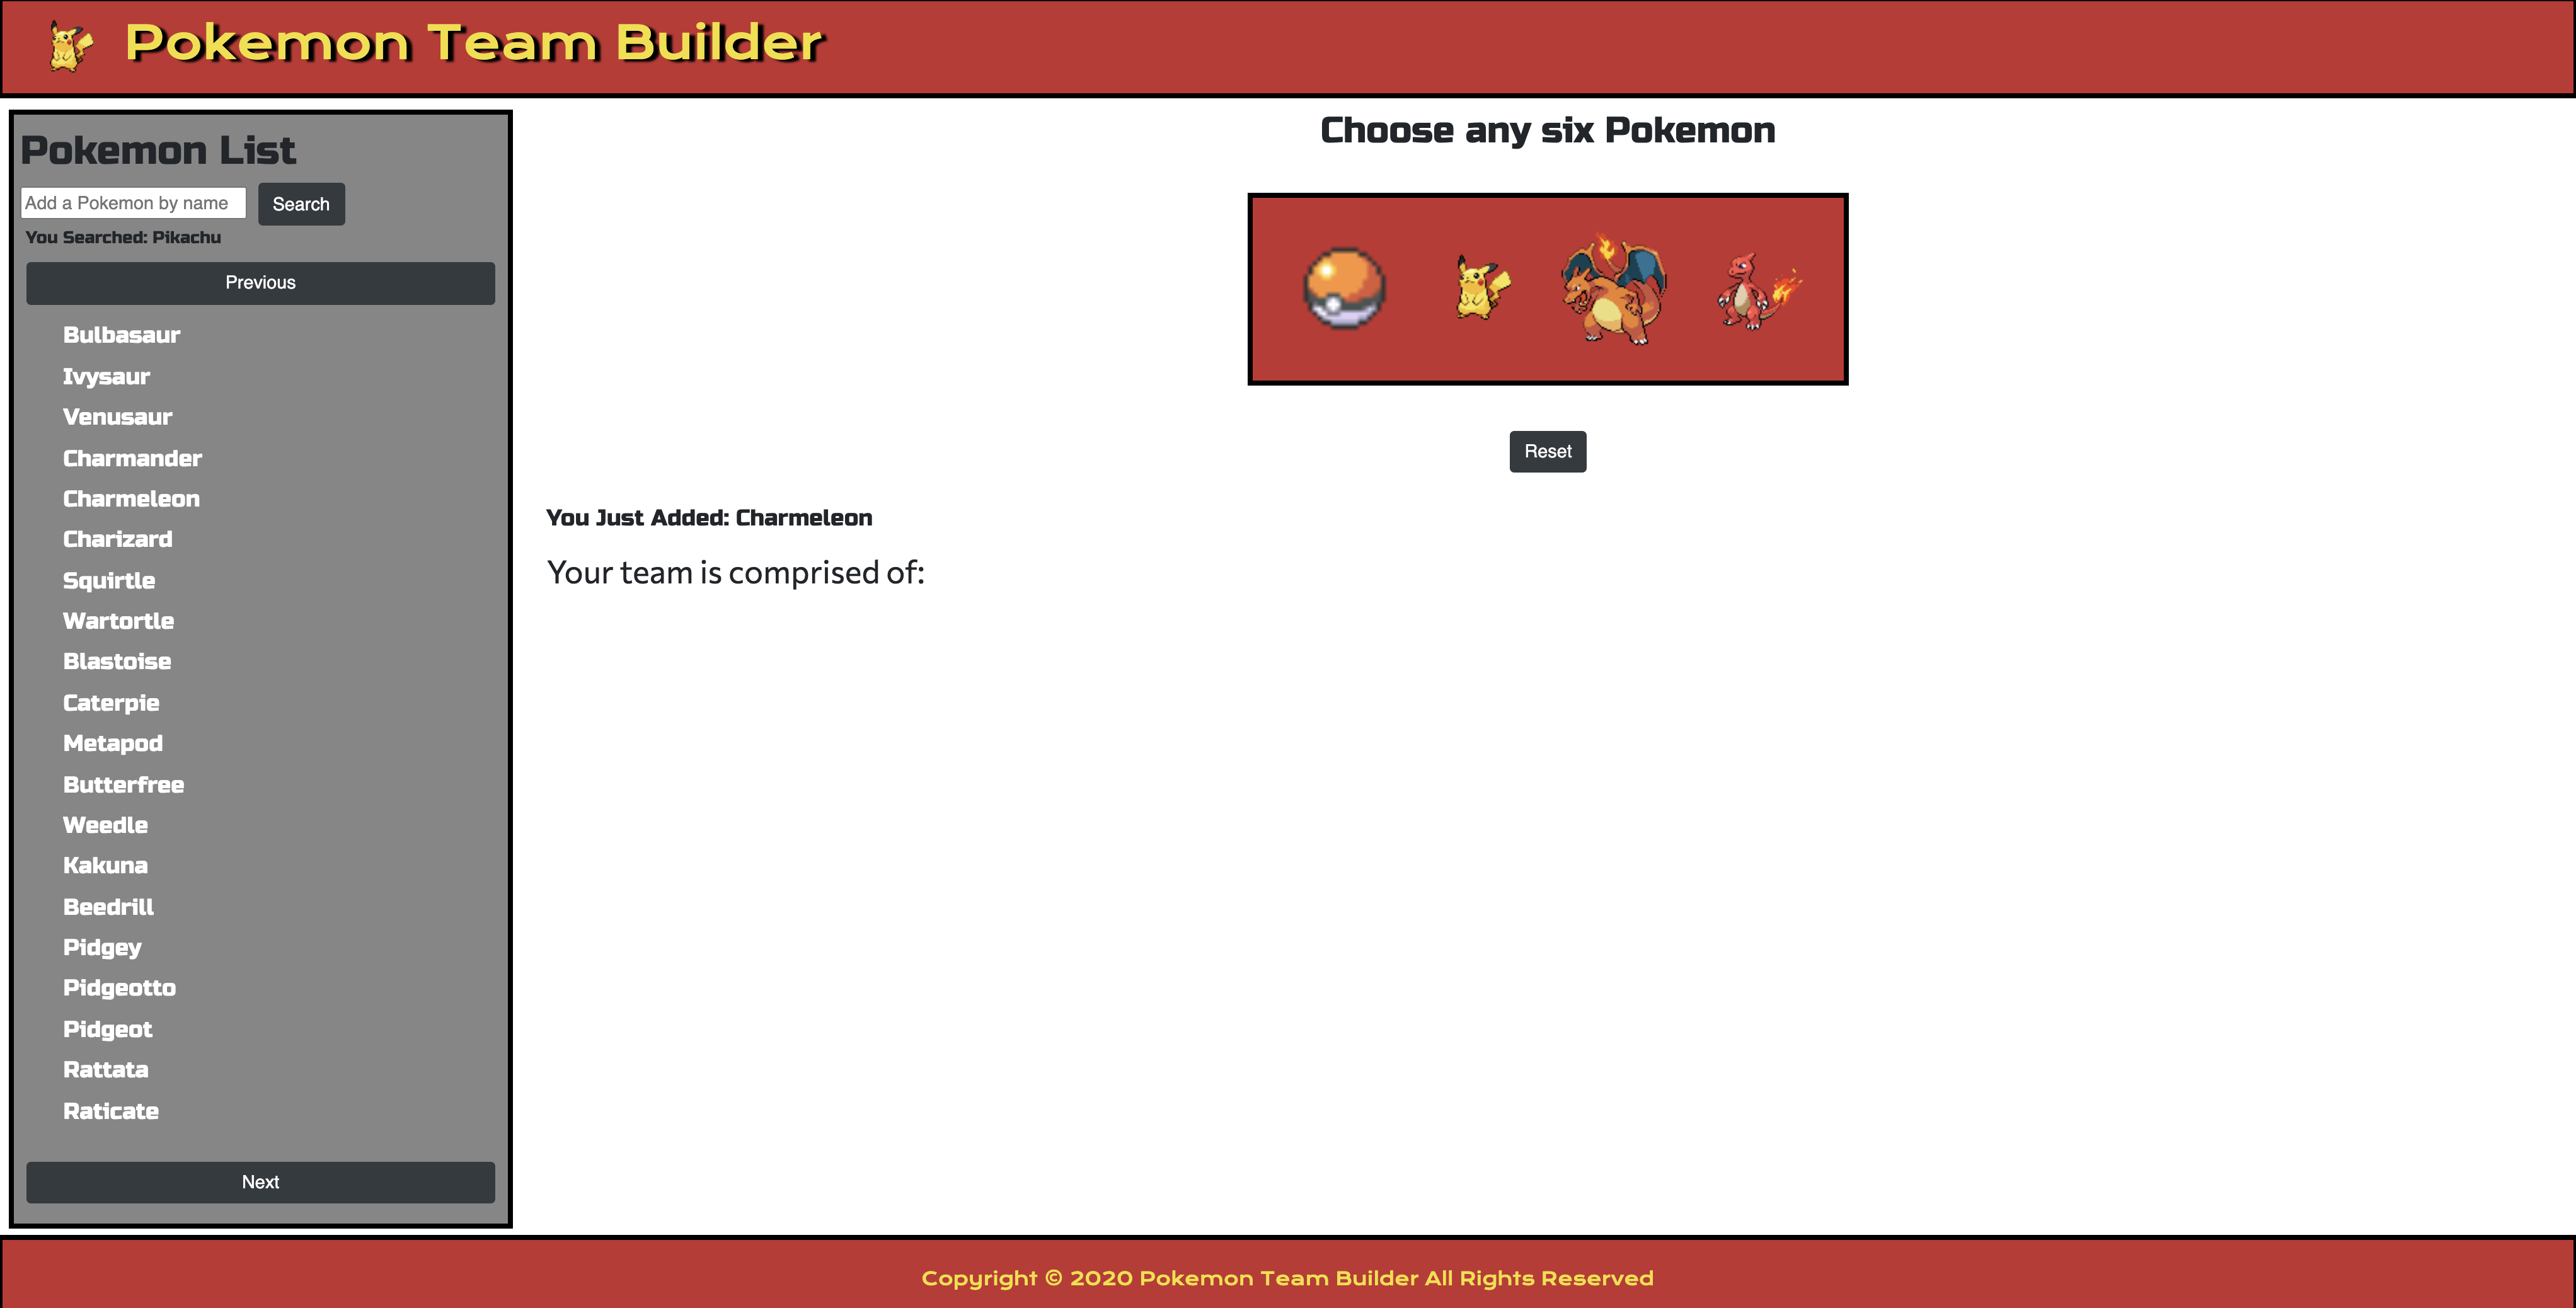 Pokemon Team Builder
Pokemon List
Add a Pokemon by name
Search
You Searched: Pikachu
Previous
Bulbasaur
Ivysaur
Venusaur
Charmander
Charmeleon
Charizard
Squirtle
Wartortle
Blastoise
Caterpie
Metapod
Butterfree
Weedle
Kakuna
Beedrill
Pidgey
Pidgeotto
Pidgeot
Rattata
Raticate
Next
Choose any six Pokemon
Reset
You Just Added: Charmeleon
Your team is comprised of:
Copyright © 2020 Pokemon Team Builder All Rights Reserved